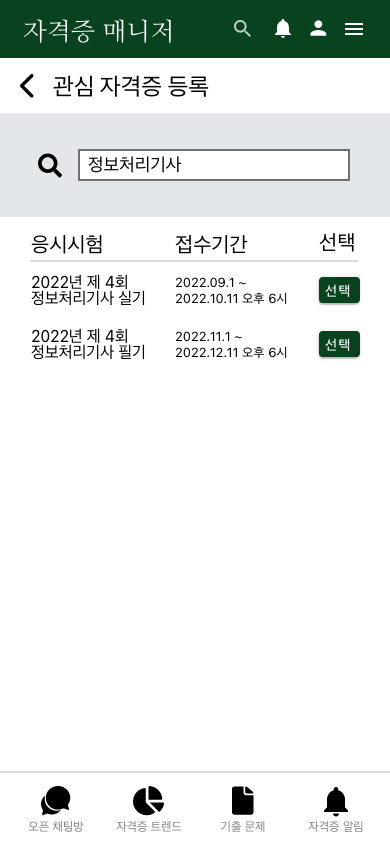 자격증 매니저
관심 자격증 등록
정보처리기사
응시시험 접수기간 선택
2022년 제 4회
정보처리기사 실기
2022.09.1 ~
2022.10.11 오후 6시
선택
2022년 제 4회
정보처리기사 필기
2022.11.1 ~
2022.12.11 오후 6시
선택
오픈 채팅방 자격증 트렌드 기출 문제 자격증 알림